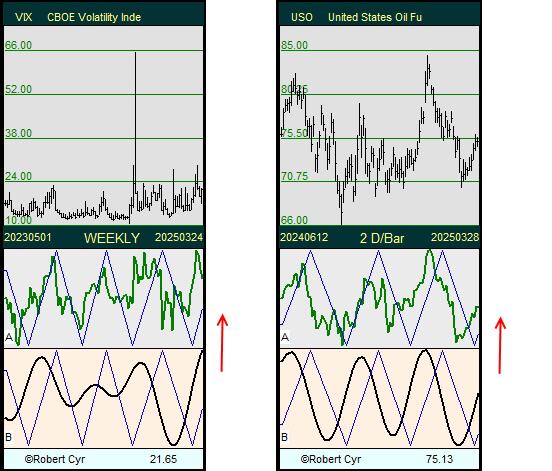 VIX CBOE Volatility Inde
66.00
52.00
38.00
24.00
10.00
20230501 WEEKLY 20250324
A
B
©Robert Cyr 21.65
USO United States Oil Fu
85.00
80.25
75.50
70.75
66.00
20240612 2 D/Bar 20250328
A
B
©Robert Cyr 75.13